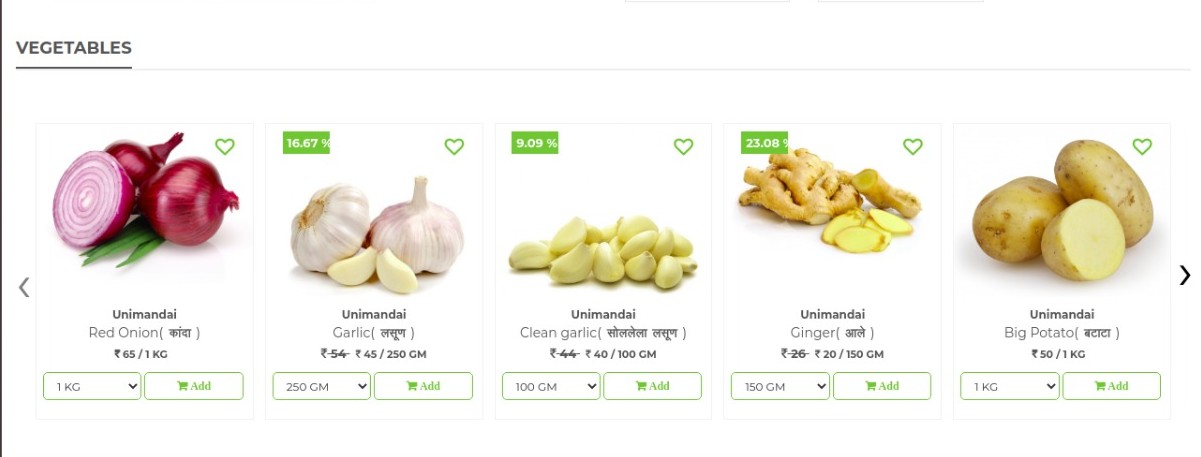 VEGETABLES
16.67 %
9.09 %
23.08 %
Unimandai
Red Onion( कांदा )
₹ 65 / 1 KG
1 KG
Add
Unimandai
Garlic( लसूण )
₹ 54 ₹ 45 / 250 GM
250 GM
Add
Unimandai
Clean garlic( सोललेला लसूण )
₹ 44 ₹ 40 / 100 GM
100 GM
Add
Unimandai
Ginger( आले )
₹ 26 ₹ 20 / 150 GM
150 GM
Add
Unimandai
Big Potato( बटाटा )
₹ 50 / 1 KG
1 KG
Add